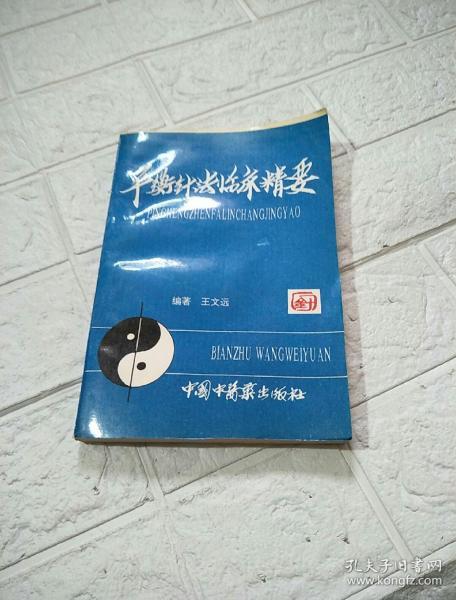 平衡针法临床精要
PINGHENGZHENFALINCHANGJINGYAO
编著 王文远
针
BIANZHU WANGWEIYUAN
中国中医药出版社
孔夫子旧书网
www.kongfz.com